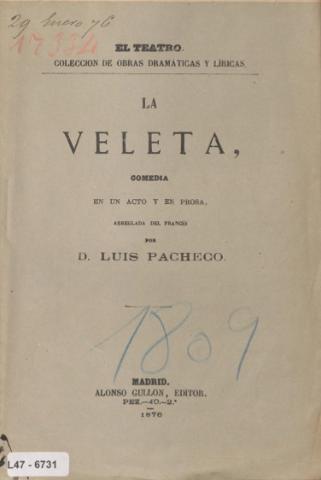 29 Enero 76
17334
EL TEATRO.
COLECCION DE OBRAS DRAMÁTICAS Y LÍRICAS.
LA
VELETA,
COMEDIA
EN UN ACTO Y EN PROSA,
ARREGLADA DEL FRANCÉS
POR
D. LUIS PACHECO.
1809
MADRID.
ALONSO GULLON, EDITOR.
PEZ.—40.—2.º
1876
L47 - 6731